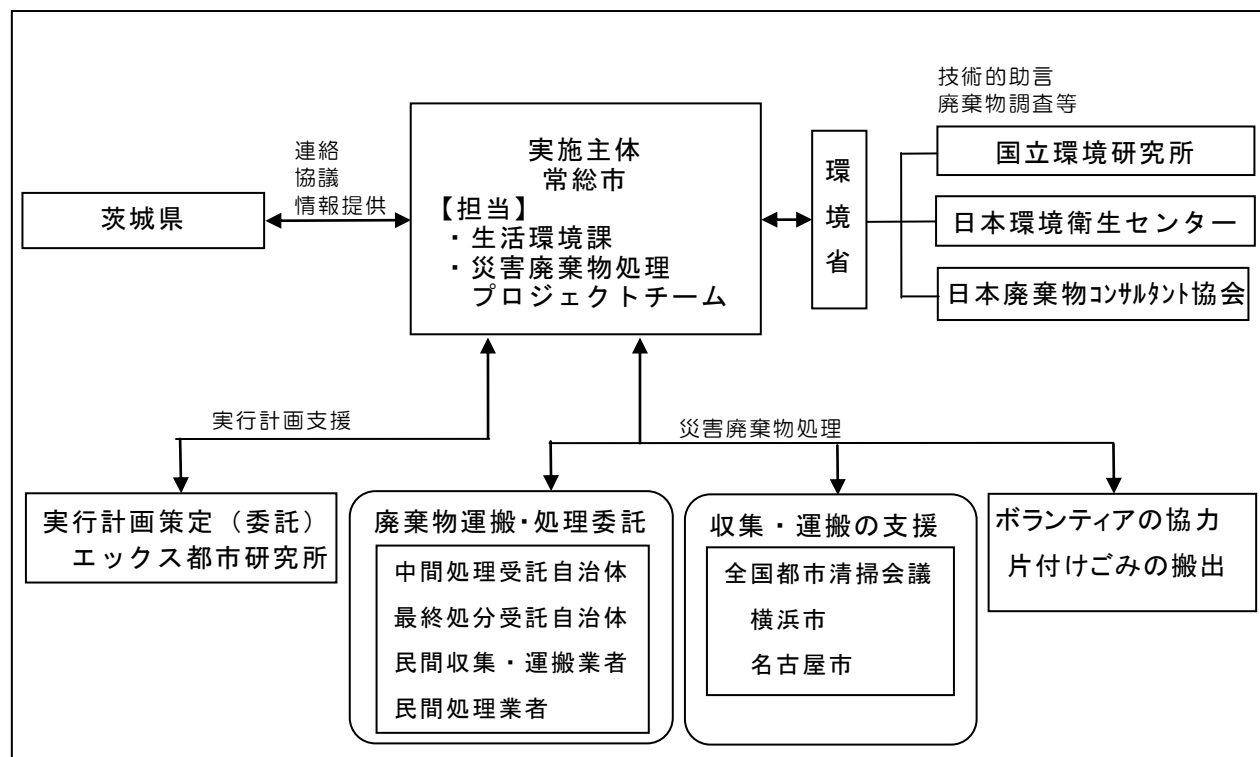 技術的助言
廃棄物調査等
国立環境研究所
日本環境衛生センター
日本廃棄物ｺﾝｻﾙﾀﾝﾄ協会
環
境
省
実施主体
常総市
【担当】
・生活環境課
・災害廃棄物処理
プロジェクトチーム
連絡
協議
情報提供
茨城県
実行計画支援
災害廃棄物処理
実行計画策定（委託）
エックス都市研究所
廃棄物運搬・処理委託
中間処理受託自治体
最終処分受託自治体
民間収集・運搬業者
民間処理業者
収集・運搬の支援
全国都市清掃会議
横浜市
名古屋市
ボランティアの協力
片付けごみの搬出